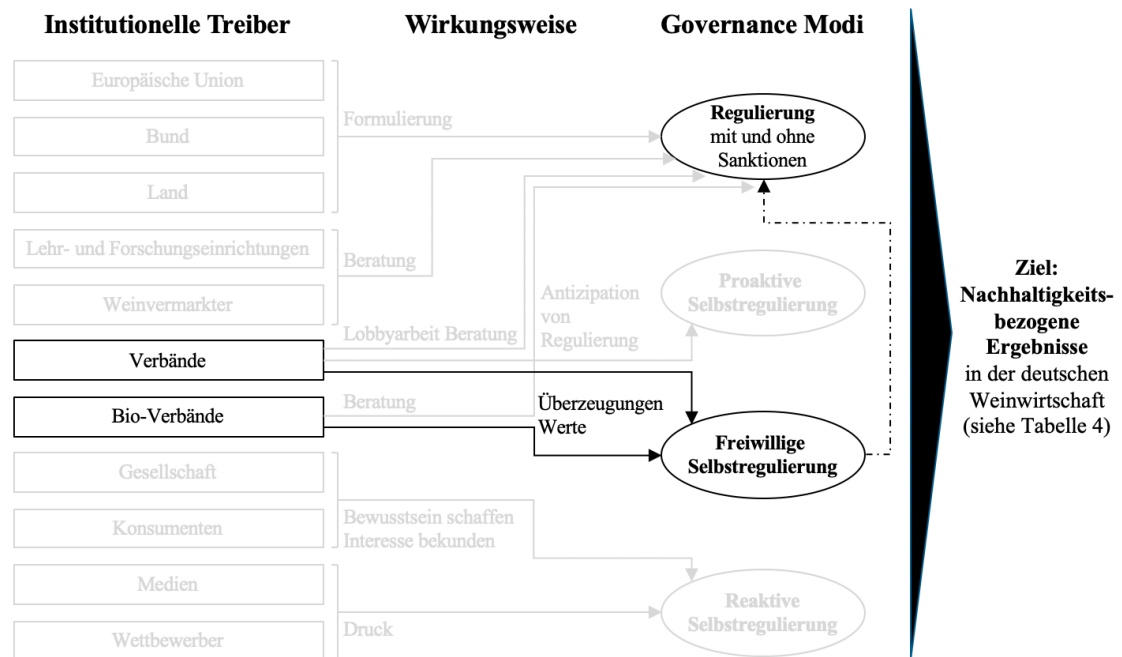 Institutionelle Treiber
Wirkungsweise
Governance Modi
Europäische Union
Bund
Land
Lehr- und Forschungseinrichtungen
Weinvermarkter
Verbände
Bio-Verbände
Gesellschaft
Konsumenten
Medien
Wettbewerber
Formulierung
Beratung
Lobbyarbeit Beratung
Antizipation
von
Regulierung
Beratung
Überzeugungen
Werte
Bewusstsein schaffen
Interesse bekunden
Druck
Regulierung
mit und ohne
Sanktionen
Proaktive
Selbstregulierung
Freiwillige
Selbstregulierung
Reaktive
Selbstregulierung
Ziel:
Nachhaltigkeits-
bezogene
Ergebnisse
in der deutschen
Weinwirtschaft
(siehe Tabelle 4)